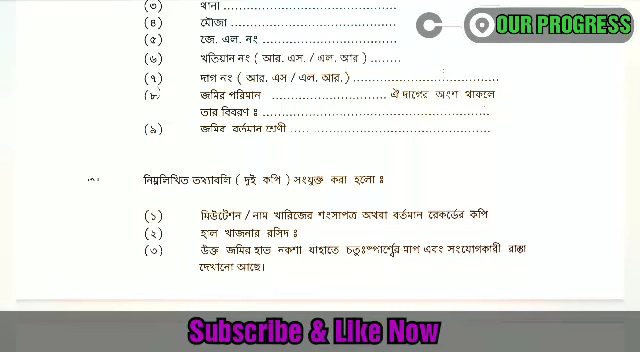 OUR PROGRESS
(৩) থানা ........................................
(৪) মৌজা ........................................
(৫) জে. এল. নং ........................................
(৬) খতিয়ান নং ( আর. এস. / এল. আর ) ........
(৭) দাগ নং ( আর. এস / এল. আর.) ........................................
(৮) জমির পরিমান ........................................ ঐ দাগের অংশ থাকলে
তার বিবরণ ঃ ........................................
(৯) জমির বর্তমান শ্রেণী ........................................
নিম্নলিখিত তথ্যাবলি ( দুই কপি ) সংযুক্ত করা হলো ঃ
(১) মিউটেশন / নাম খারিজের শংসাপত্র অথবা বর্তমান রেকর্ডের কপি
(২) হাল খাজনার রসিদ ঃ
(৩) উক্ত জমির হাত নকশা যাহাতে চতুঃষ্পার্শ্বের মাপ এবং সংযোগকারী রাস্তা
দেখানো আছে।
Subscribe & Like Now